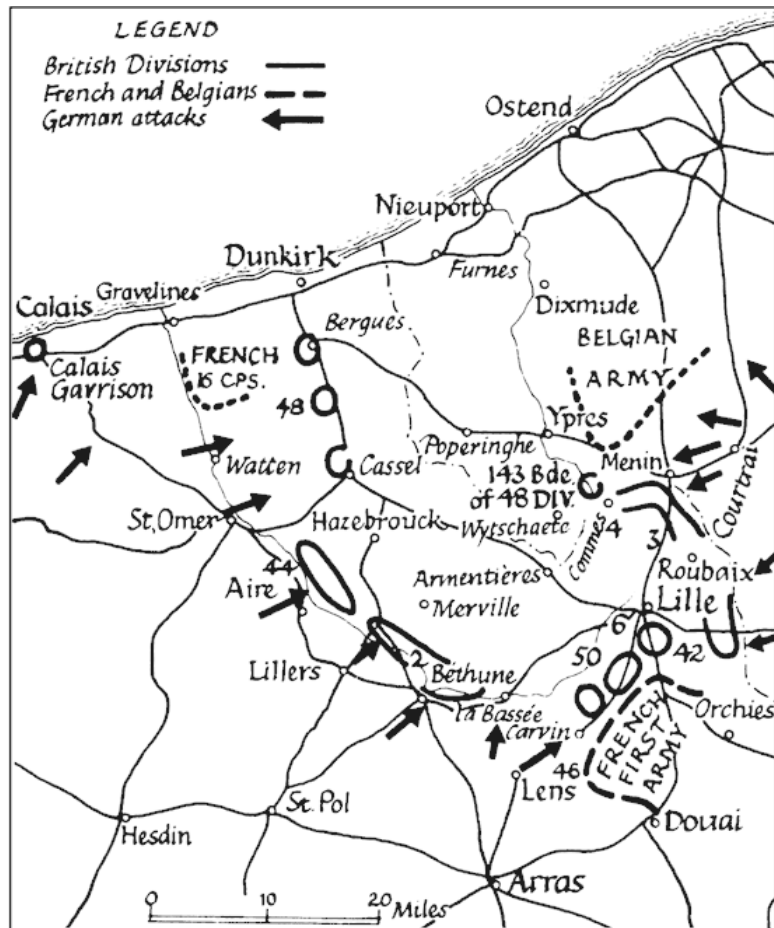 LEGEND
British Divisions
French and Belgians
German attacks
Ostend
Nieuport
Dunkirk
Furnes
Gravelines
Calais
Dixmude
Bergues
BELGIAN
ARMY
Calais
Garrison
FRENCH
16 CPS.
48
Ypres
Poperinghe
Menin
Courtrai
Watten
Cassel
143 Bde.
of 48 DIV.
St. Omer
Hazebrouck
Wytschaete
4
Commes
3
44
Armentières
Roubaix
Aire
Merville
Lille
6
2
50
42
Lillers
Béthune
la Bassée
Carvin
Orchies
46
FRENCH
FIRST
ARMY
Lens
St. Pol
Douai
Hesdin
Arras
0 10 20
Miles